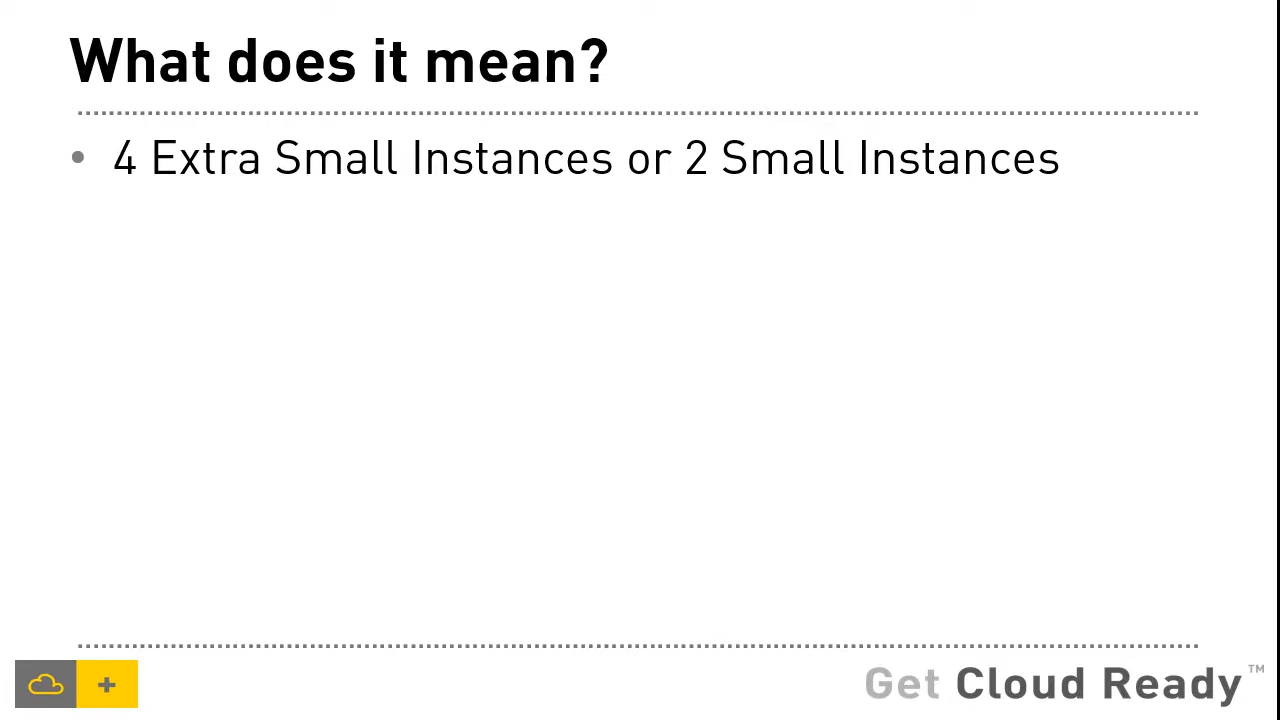 What does it mean?
• 4 Extra Small Instances or 2 Small Instances
Get Cloud Ready™